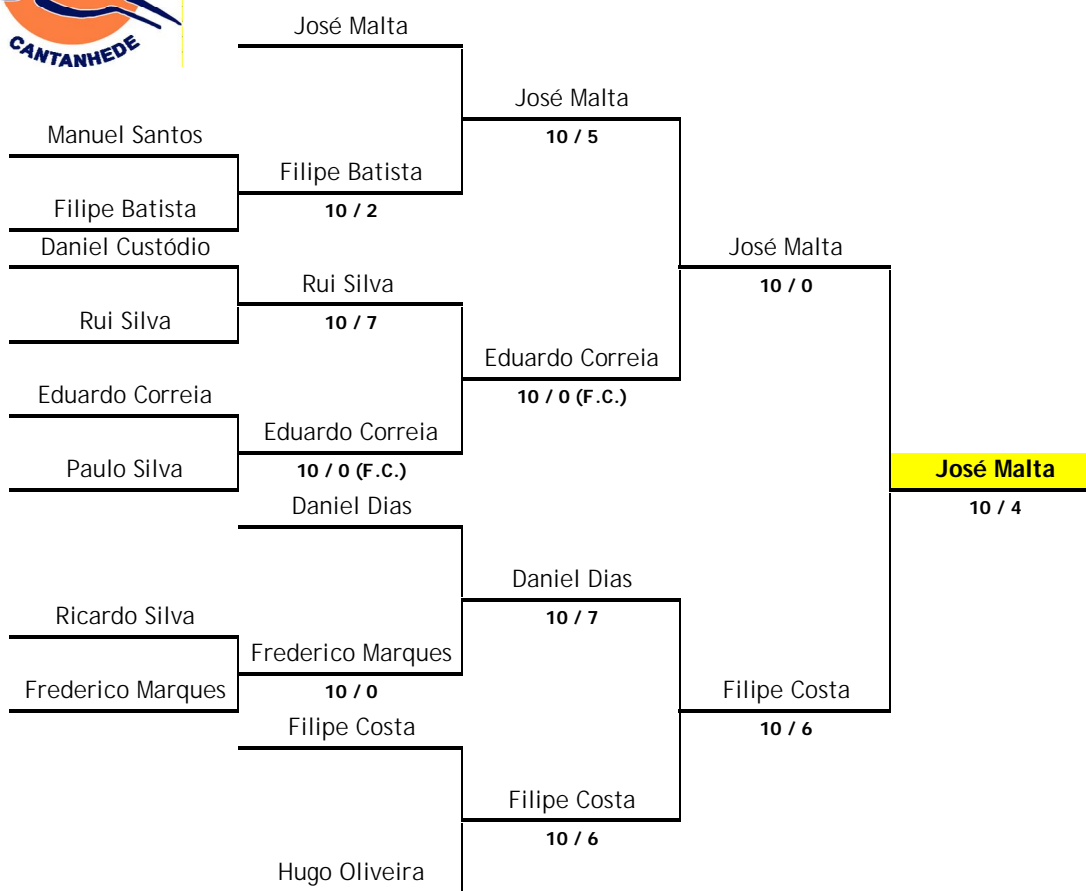 CANTANHEDE
José Malta
José Malta
10 / 5
Manuel Santos
Filipe Batista
Filipe Batista
10 / 2
Daniel Custódio
José Malta
Rui Silva
10 / 0
Rui Silva
10 / 7
Eduardo Correia
Eduardo Correia
10 / 0 (F.C.)
Eduardo Correia
Paulo Silva
10 / 0 (F.C.)
José Malta
Daniel Dias
10 / 4
Daniel Dias
Ricardo Silva
10 / 7
Frederico Marques
Frederico Marques
10 / 0
Filipe Costa
Filipe Costa
10 / 6
Filipe Costa
10 / 6
Hugo Oliveira